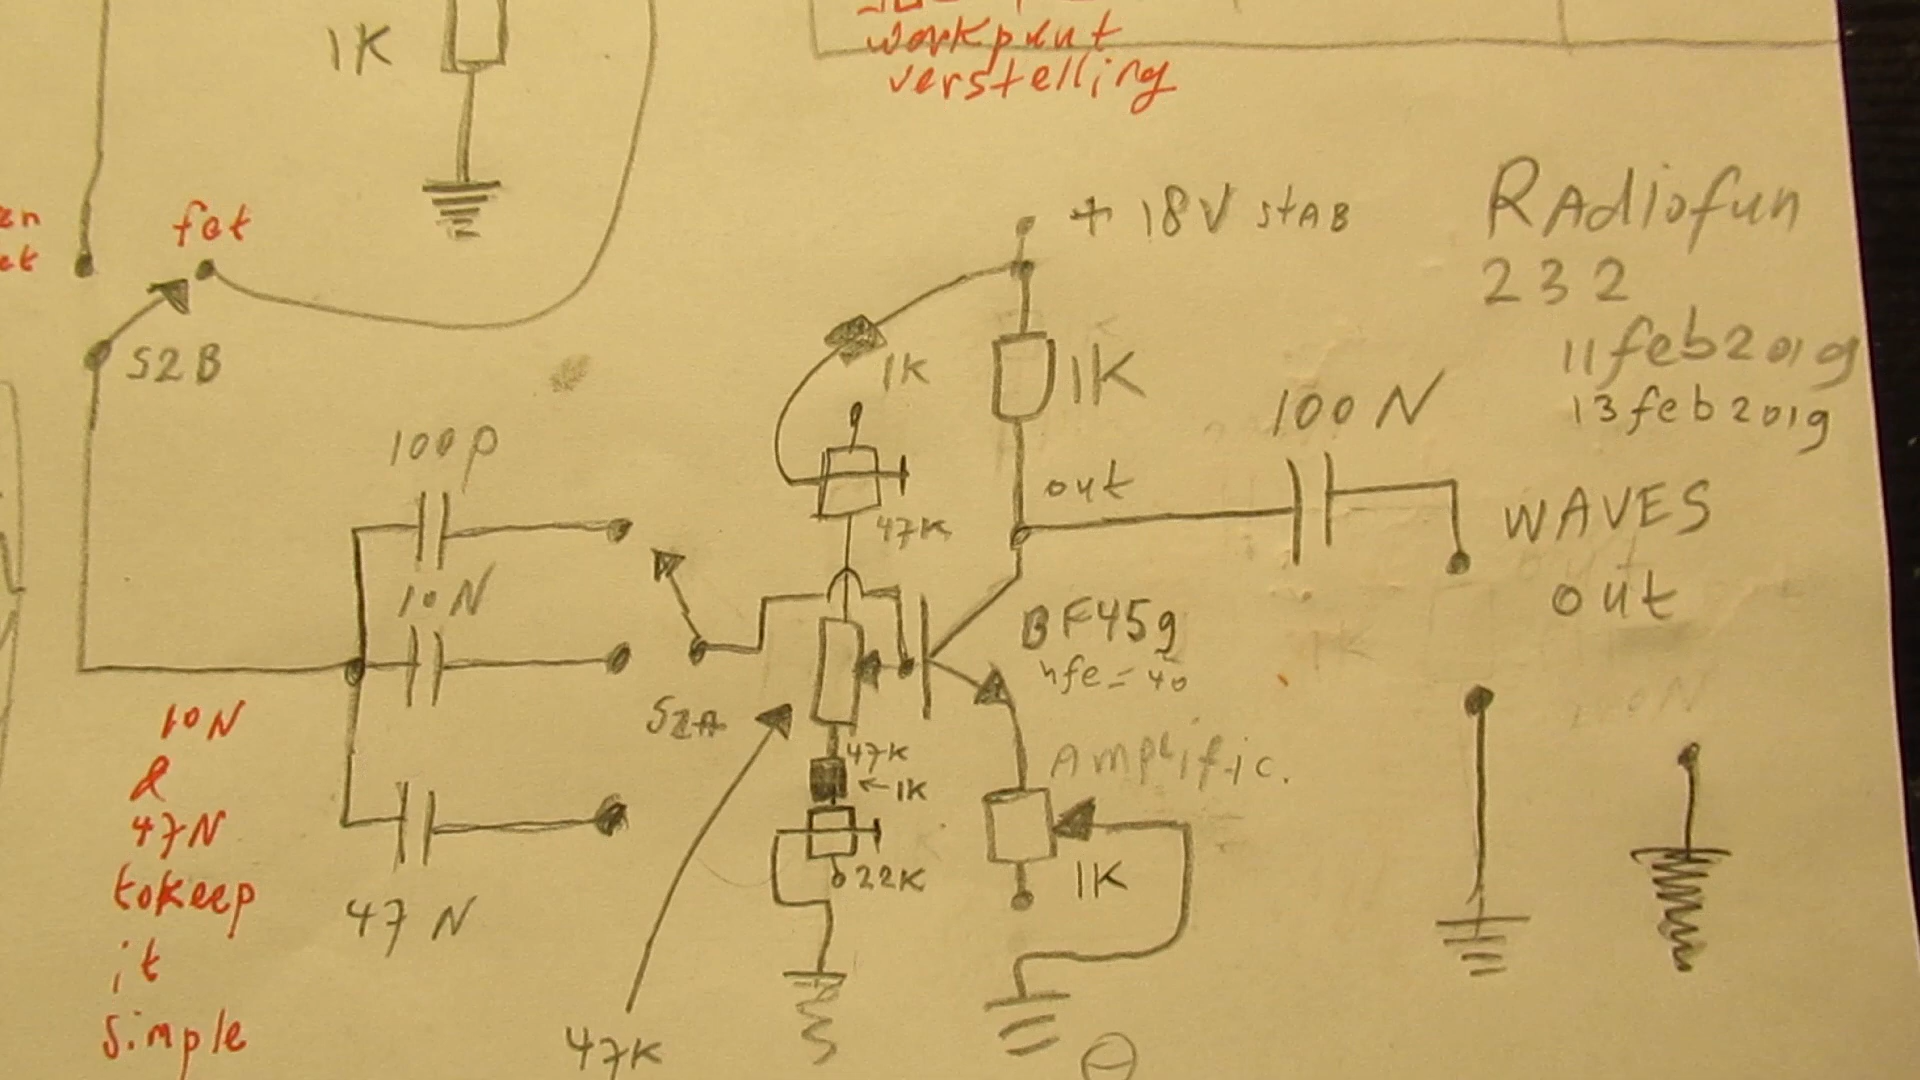 1K
workpunt
verstelling
fet
S2B
+ 18V STAB
RAdiofun
232
11feb2019
13feb2019
1K
1K
100N
100p
47K
out
WAVES
out
10N
BF459
hfe=40
S2A
10N
&
47N
tokeep
it
simple
47K
←1K
22K
Amplific.
1K
47N
47K